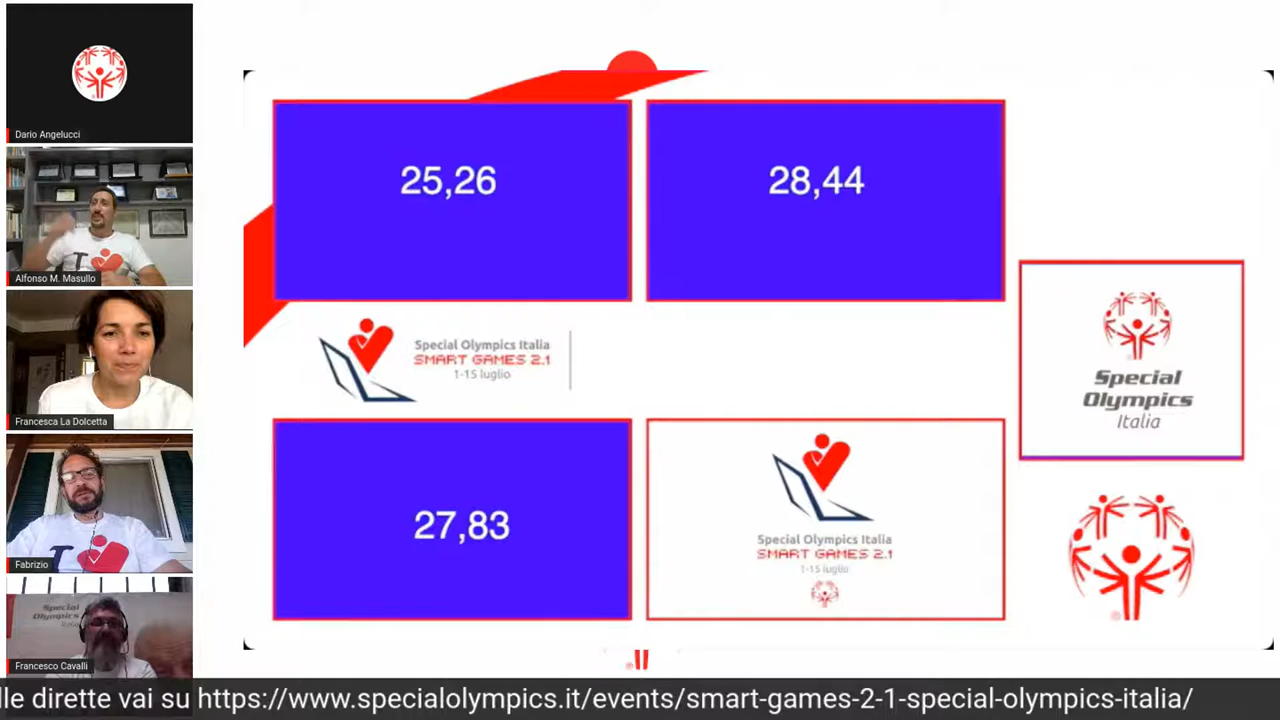 Dario Angelucci
Alfonso M. Masullo
Francesca La Dolcetta
I
Fabrizio
Special
Olympics
Francesco Cavalli
25,26
28,44
Special Olympics Italia
SMART GAMES 2.1
1-15 luglio
27,83
Special Olympics Italia
SMART GAMES 2.1
1-15 luglio
Special
Olympics
Italia
lle dirette vai su https://www.specialolympics.it/events/smart-games-2-1-special-olympics-italia/